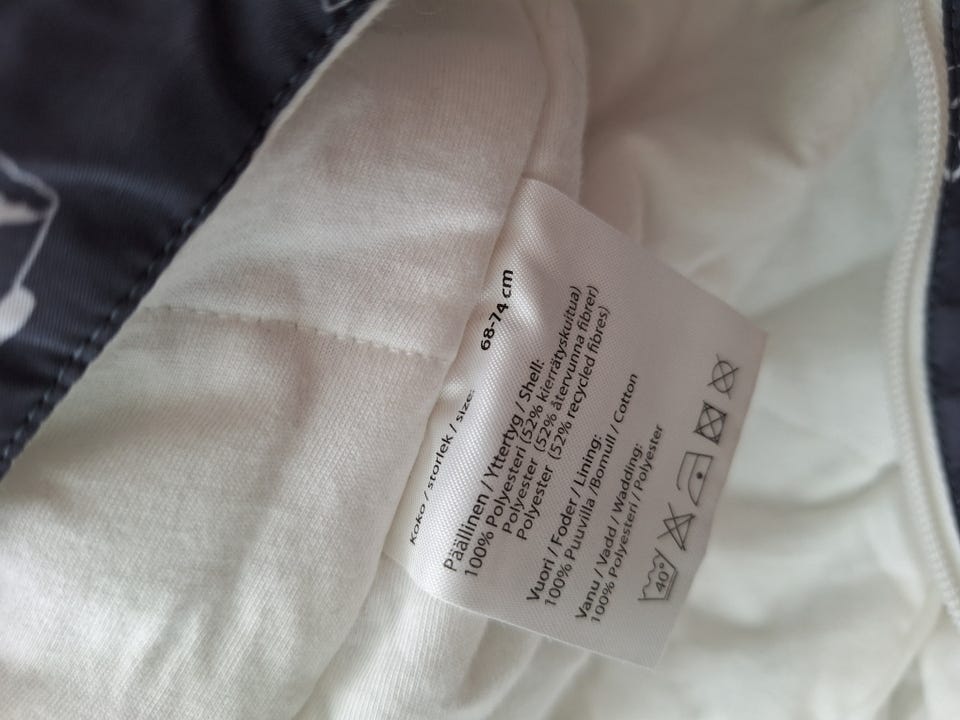 Koko / storlek / size:
68-74 cm
Päällinen / Yttertyg / Shell:
100% Polyesteri (52% kierrätyskuitua)
Polyester (52% återvunna fibrer)
Polyester (52% recycled fibres)
Vuori / Foder / Lining:
100% Puuvilla /Bomull / Cotton
Vanu / Vadd / Wadding:
100% Polyesteri / Polyester
40°